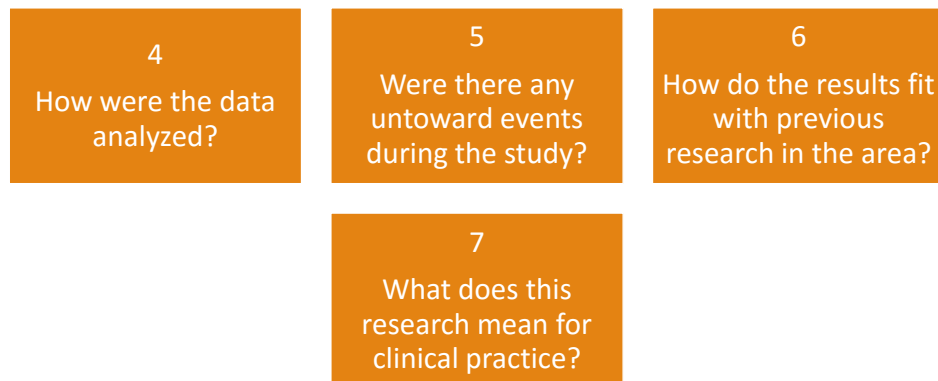 4
How were the data
analyzed?
5
Were there any
untoward events
during the study?
6
How do the results fit
with previous
research in the area?
7
What does this
research mean for
clinical practice?